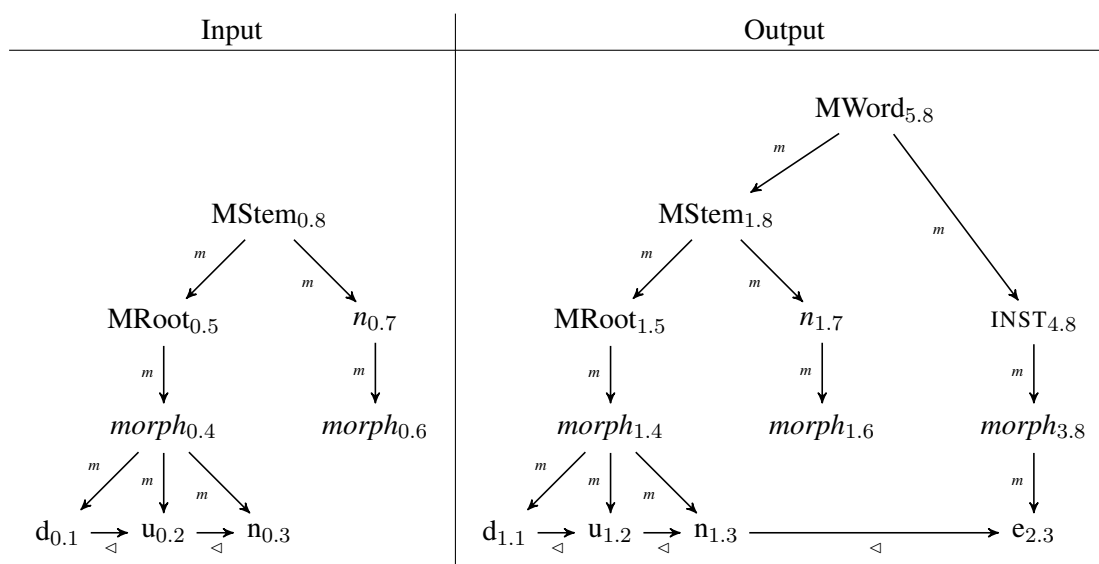 Input Output
MWord5.8
m
MStem0.8 MStem1.8
m m m m m
MRoot0.5 n0.7 MRoot1.5 n1.7 INST4.8
m m m m m
morph0.4 morph0.6 morph1.4 morph1.6 morph3.8
m m m m m m m
d0.1 ◁ u0.2 ◁ n0.3 d1.1 ◁ u1.2 ◁ n1.3 ◁ e2.3